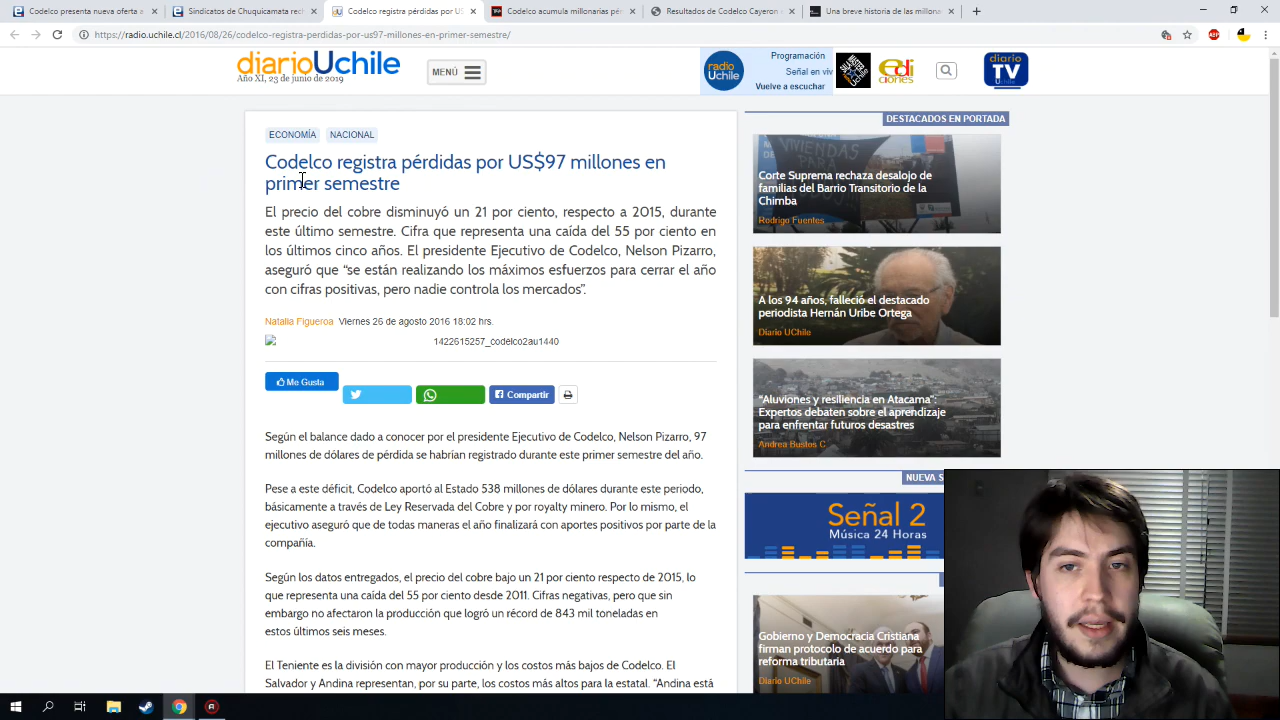 Codelco presenta nueva oferta a
Sindicatos de Chuquicamata rech
Codelco registra pérdidas por US
Codelco acumula millonarias pér
Resultados de Codelco Cayeron d
Una breve historia de las millone
https://radio.uchile.cl/2016/08/26/codelco-registra-perdidas-por-us97-millones-en-primer-semestre/
diarioUchile
Año XI, 23 de junio de 2019
MENÚ
radio
UChile
Programación
Señal en viv
Vuelve a escuchar
ediciones
diario
TV
Uchile
ECONOMÍA NACIONAL
Codelco registra pérdidas por US$97 millones en
primer semestre
El precio del cobre disminuyó un 21 por ciento, respecto a 2015, durante
este último semestre. Cifra que representa una caída del 55 por ciento en
los últimos cinco años. El presidente Ejecutivo de Codelco, Nelson Pizarro,
aseguró que “se están realizando los máximos esfuerzos para cerrar el año
con cifras positivas, pero nadie controla los mercados”.
Natalia Figueroa Viernes 26 de agosto 2016 18:02 hrs.
1422615257_codelco2au1440
Me Gusta
Compartir
Según el balance dado a conocer por el presidente Ejecutivo de Codelco, Nelson Pizarro, 97
millones de dólares de pérdida se habrían registrado durante este primer semestre del año.
Pese a este déficit, Codelco aportó al Estado 538 millones de dólares durante este periodo,
básicamente a través de Ley Reservada del Cobre y por royalty minero. Por lo mismo, el
ejecutivo aseguró que de todas maneras el año finalizará con aportes positivos por parte de la
compañía.
Según los datos entregados, el precio del cobre bajo un 21 por ciento respecto de 2015, lo
que representa una caída del 55 por ciento desde 2011. Cifras negativas, pero que sin
embargo no afectaron la producción que logró un récord de 843 mil toneladas en
estos últimos seis meses.
El Teniente es la división con mayor producción y los costos más bajos de Codelco. El
Salvador y Andina representan, por su parte, los costos más altos para la estatal. “Andina está
DESTACADOS EN PORTADA
Corte Suprema rechaza desalojo de
familias del Barrio Transitorio de la
Chimba
Rodrigo Fuentes
A los 94 años, falleció el destacado
periodista Hernán Uribe Ortega
Diario UChile
“Aluviones y resiliencia en Atacama”:
Expertos debaten sobre el aprendizaje
para enfrentar futuros desastres
Andrea Bustos C
NUEVA S
Señal 2
Música 24 Horas
Gobierno y Democracia Cristiana
firman protocolo de acuerdo para
reforma tributaria
Diario UChile